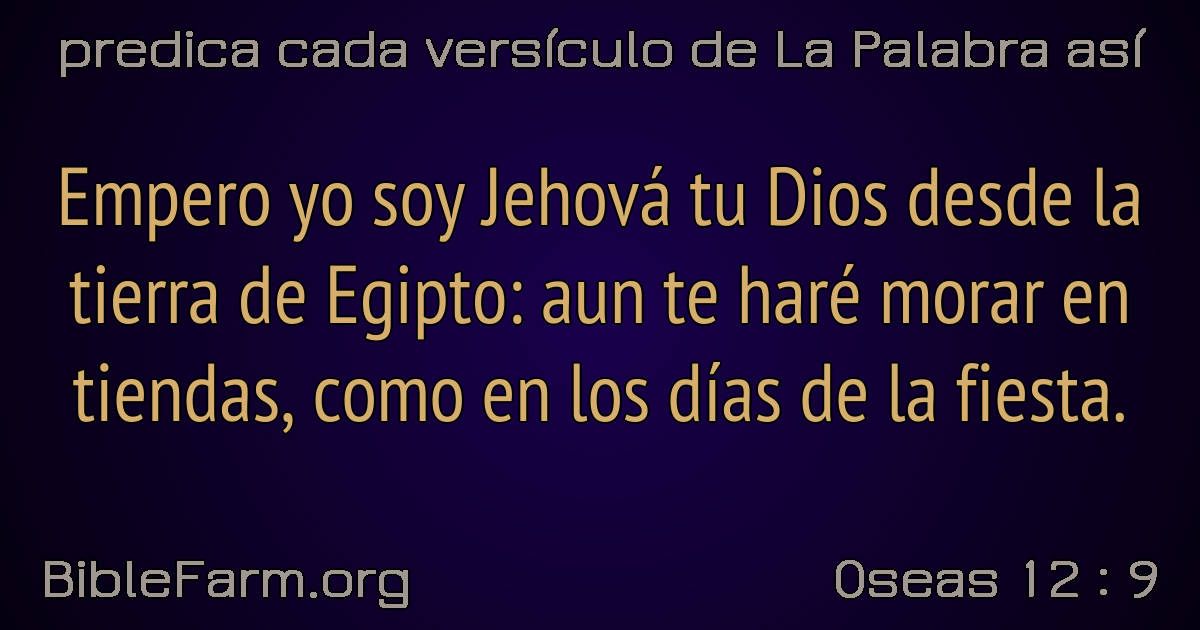 predica cada versículo de La Palabra así
Empero yo soy Jehová tu Dios desde la
tierra de Egipto: aun te haré morar en
tiendas, como en los días de la fiesta.
BibleFarm.org
Oseas 12 : 9